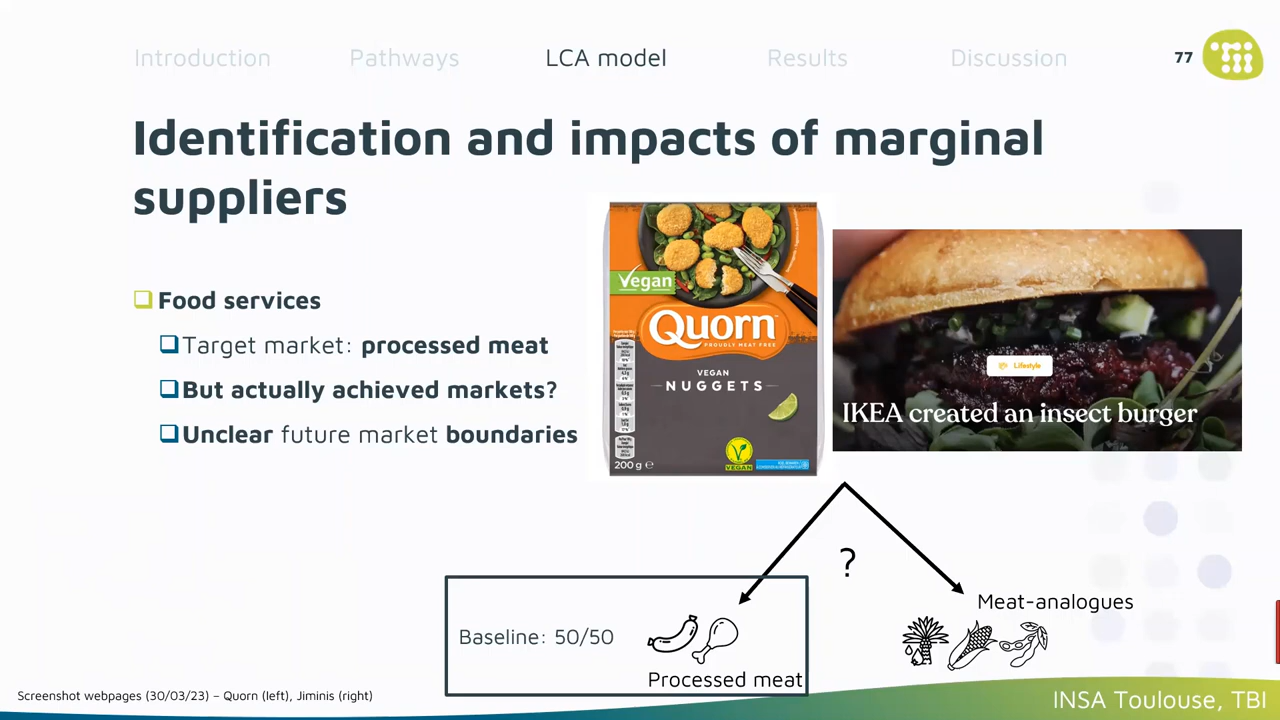 Introduction Pathways LCA model Results Discussion 77
Identification and impacts of marginal
suppliers
❑ Food services
❑Target market: processed meat
❑But actually achieved markets?
❑Unclear future market boundaries
Vegan
Quorn
PROUDLY MEAT FREE
VEGAN
NUGGETS
200 g e
VEGAN
Lifestyle
IKEA created an insect burger
?
Meat-analogues
Baseline: 50/50
Processed meat
Screenshot webpages (30/03/23) – Quorn (left), Jiminis (right)
INSA Toulouse, TBI